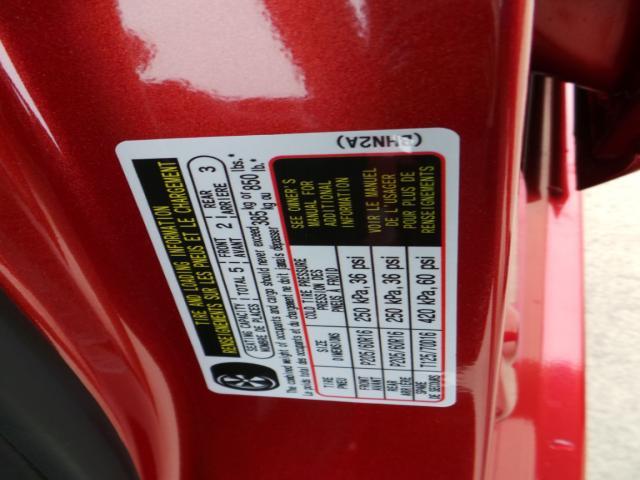 TIRE AND LOADING INFORMATION
RENSEIGNEMENTS SUR LES PNEUS ET LE CHARGEMENT
SEATING CAPACITY
NOMBRE DE PLACES
TOTAL 5
FRONT
AVANT
2
REAR
ARRIÈRE
3
The combined weight of occupants and cargo should never exceed 385 kg or 850 lbs.*
Le poids total des occupants et du chargement ne doit jamais dépasser 385 kg ou 850 lb.*
TIRE
PNEU
SIZE
DIMENSIONS
COLD TIRE PRESSURE
PRESSION DES
PNEUS À FROID
SEE OWNER'S
MANUAL FOR
ADDITIONAL
INFORMATION
FRONT
AVANT
P205/60R16
250 kPa, 36 psi
REAR
ARRIÈRE
P205/60R16
250 kPa, 36 psi
VOIR LE MANUEL
DE L'USAGER
POUR PLUS DE
RENSEIGNEMENTS
SPARE
DE SECOURS
T125/70D16
420 kPa, 60 psi
(BHN2A)